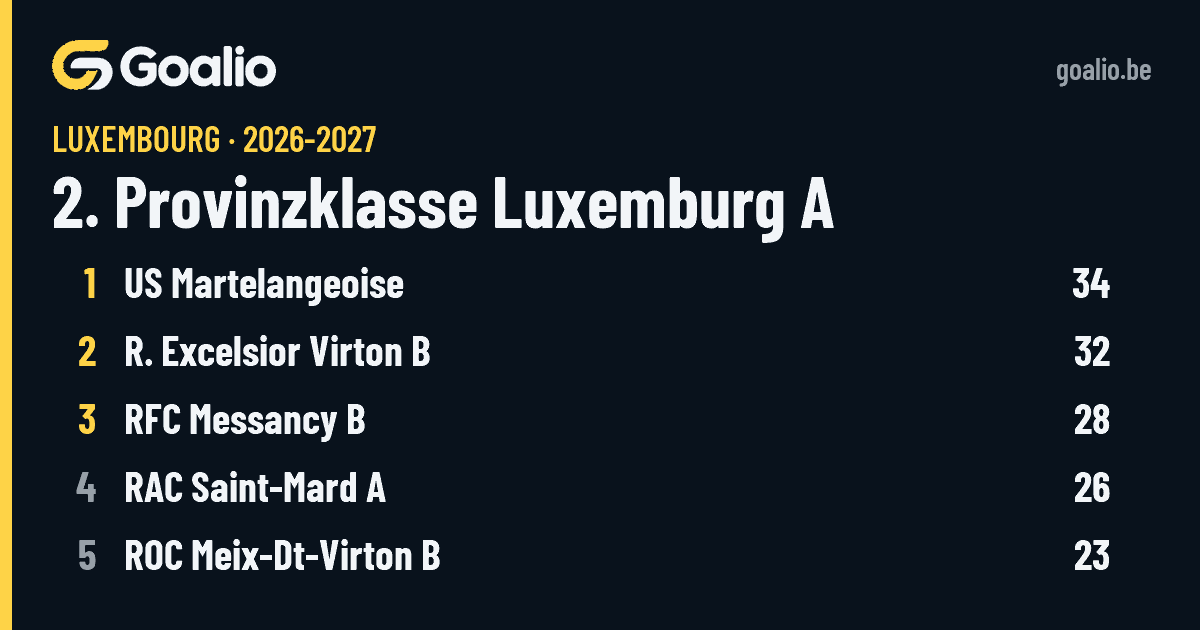 Goalio
goalio.be
LUXEMBOURG · 2026-2027
2. Provinzklasse Luxemburg A
1 US Martelangeoise 34
2 R. Excelsior Virton B 32
3 RFC Messancy B 28
4 RAC Saint-Mard A 26
5 ROC Meix-Dt-Virton B 23